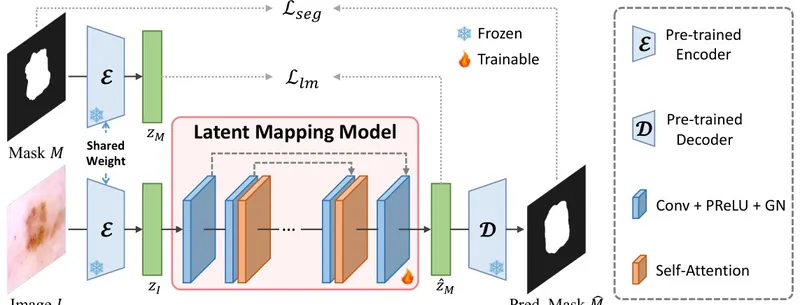 ℒ𝑠𝑒𝑔
Frozen
Trainable
ℰ
ℒ𝑙𝑚
Mask 𝑀
𝑧𝑀
Shared
Weight
Latent Mapping Model
ℰ
...
𝒟
𝑧𝐼
𝑧̂𝑀
Image 𝐼
Pred. Mask 𝑀̂
ℰ
Pre-trained
Encoder
𝒟
Pre-trained
Decoder
Conv + PReLU + GN
Self-Attention